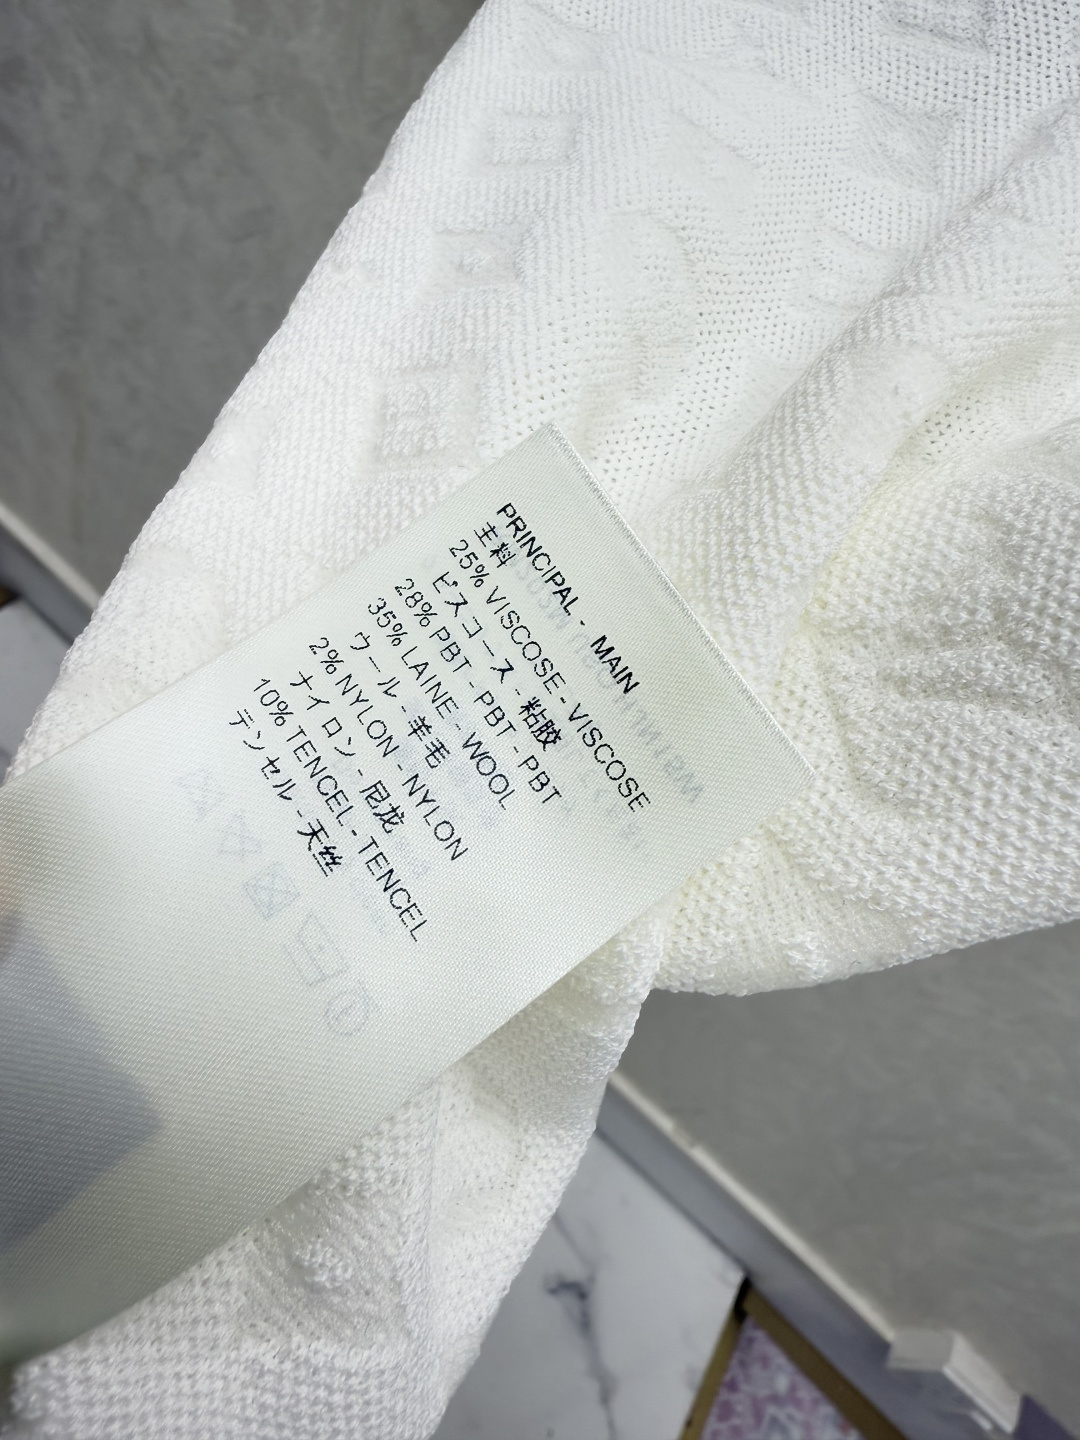 PRINCIPAL - MAIN
主料
25% VISCOSE - VISCOSE
ビスコース - 粘胶
28% PBT - PBT - PBT
35% LAINE - WOOL
ウール - 羊毛
2% NYLON - NYLON
ナイロン - 尼龙
10% TENCEL - TENCEL
テンセル - 天丝